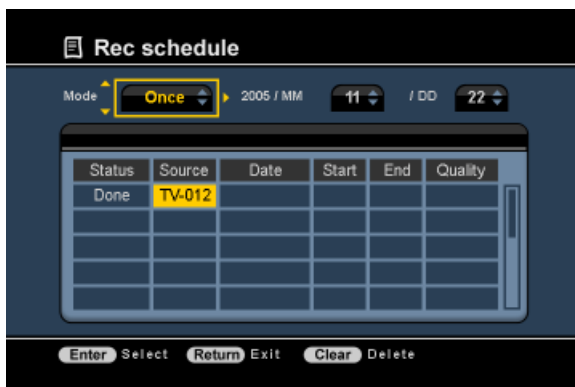 Rec schedule
Mode Once 2005 / MM 11 / DD 22
Status Source Date Start End Quality
Done TV-012
Enter Select Return Exit Clear Delete